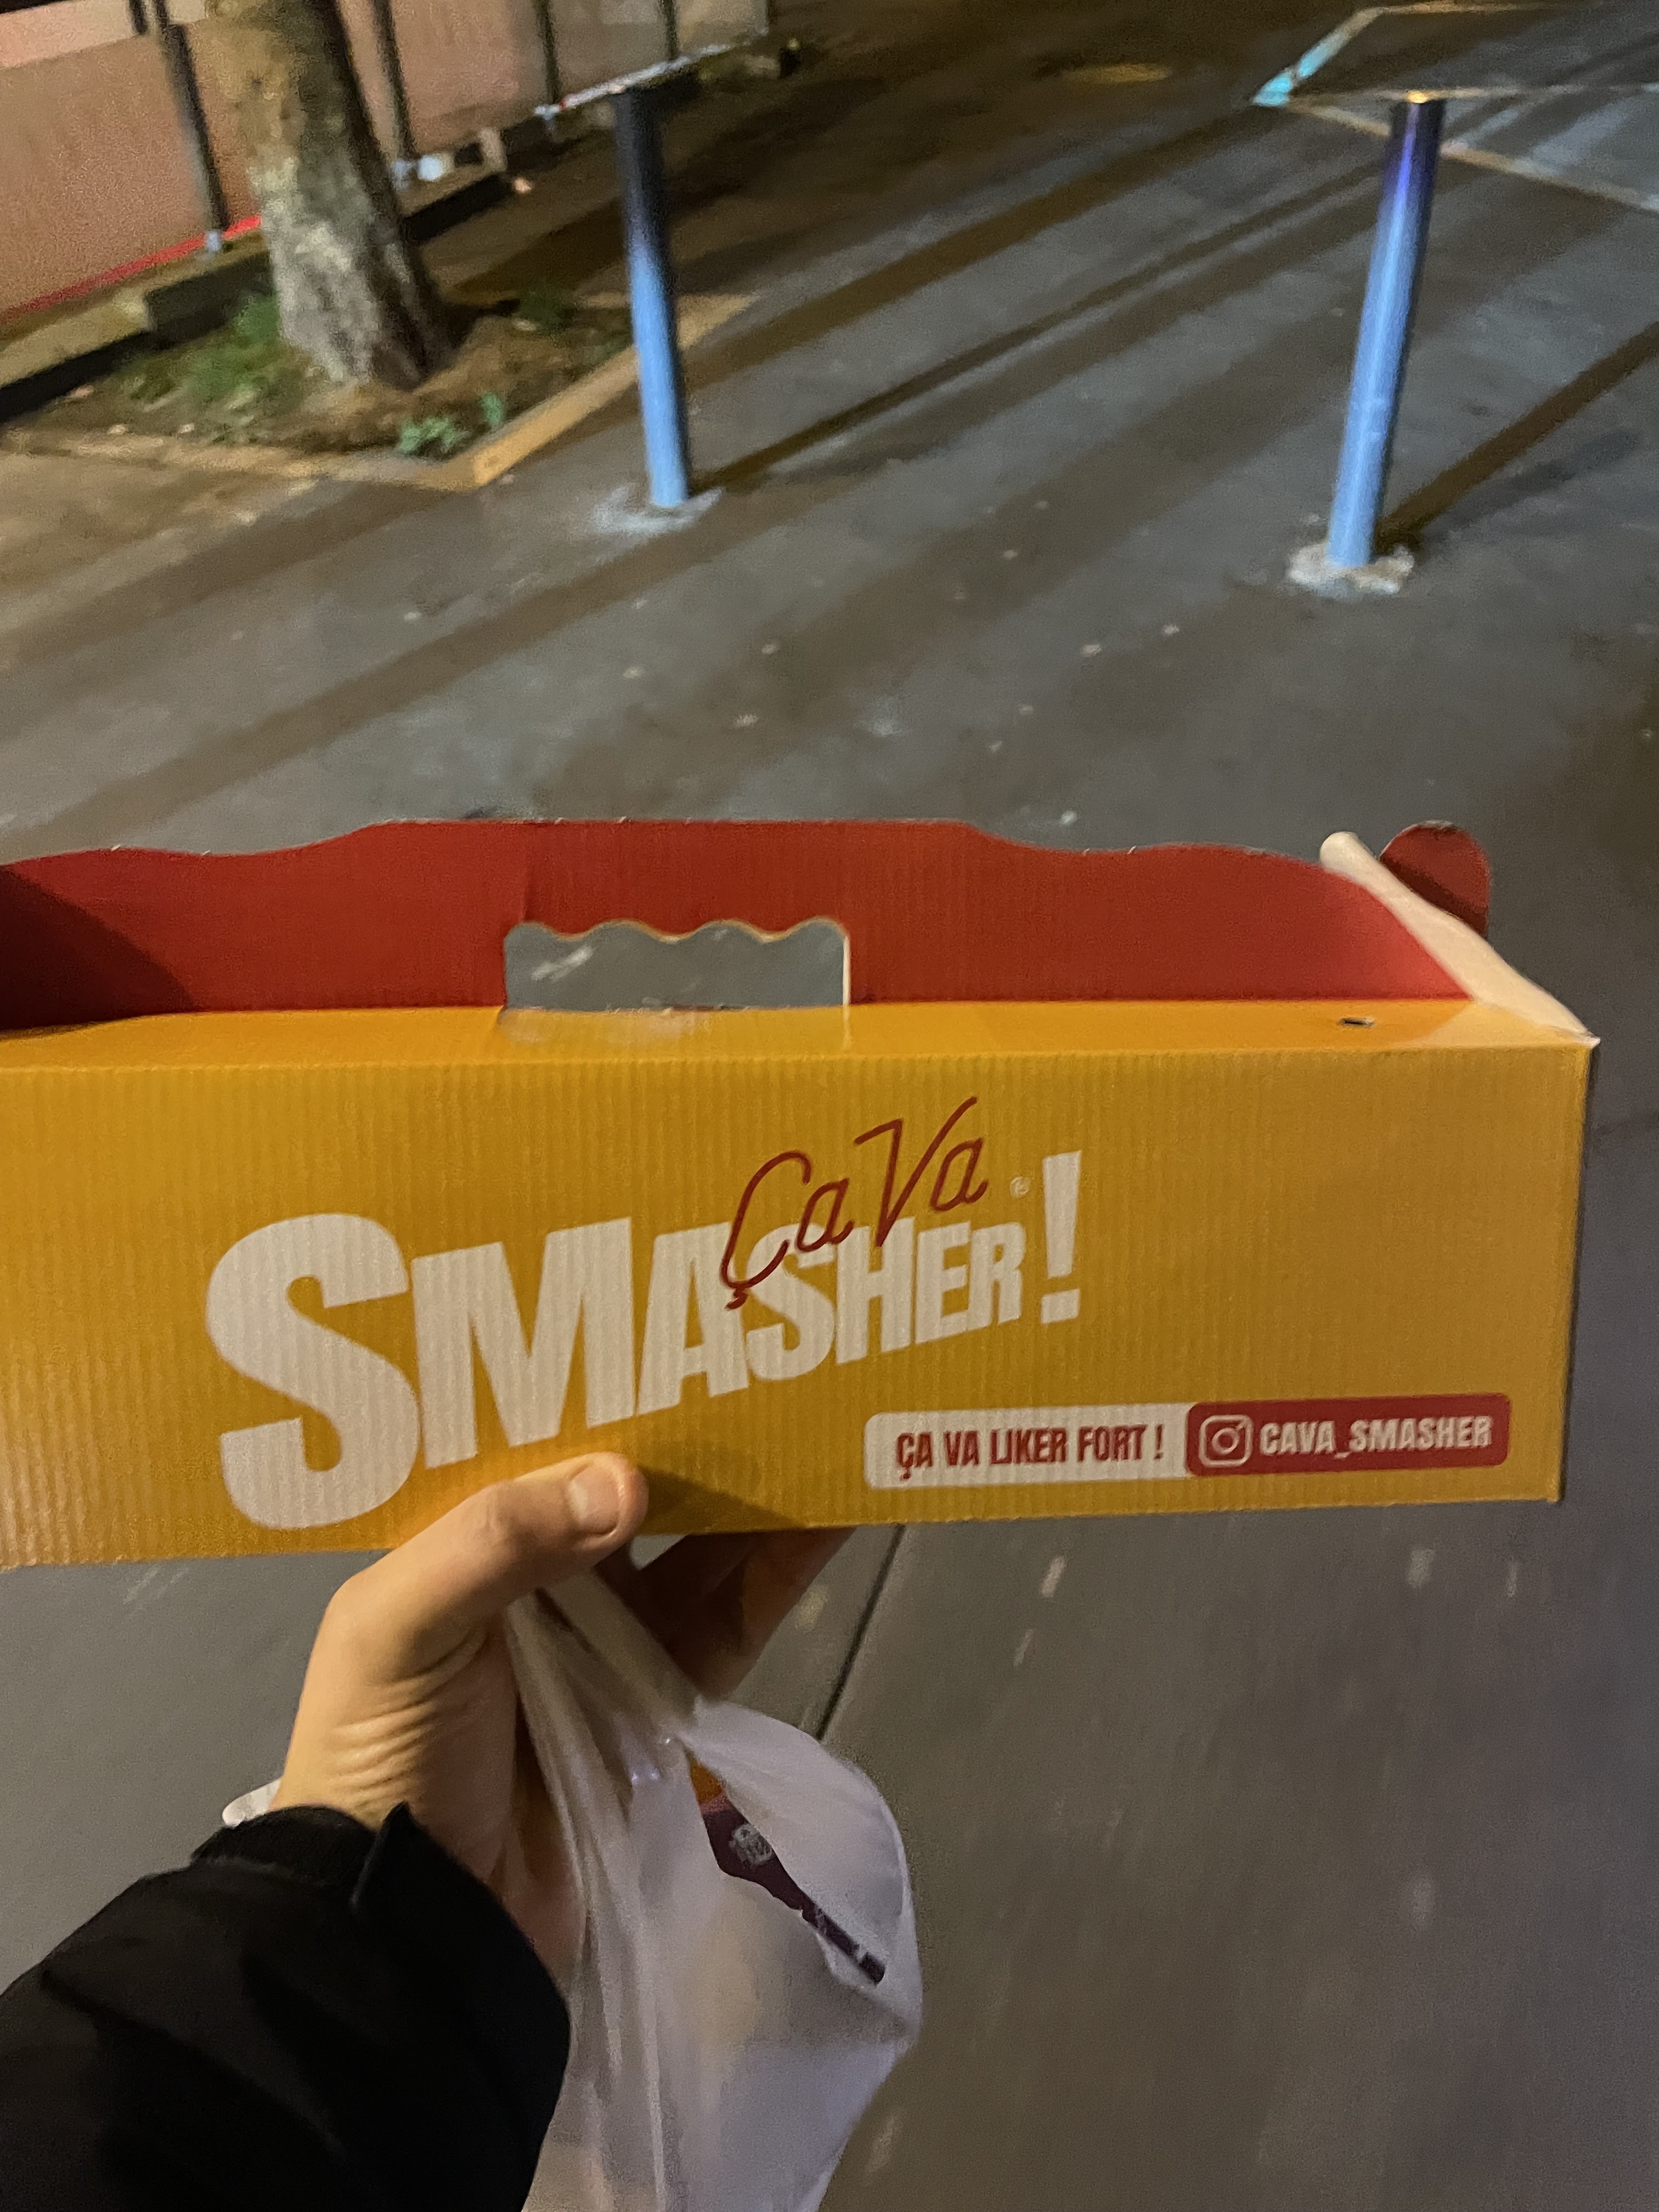 Ça Va
SMASHER!
ÇA VA LIKER FORT ! CAVA_SMASHER